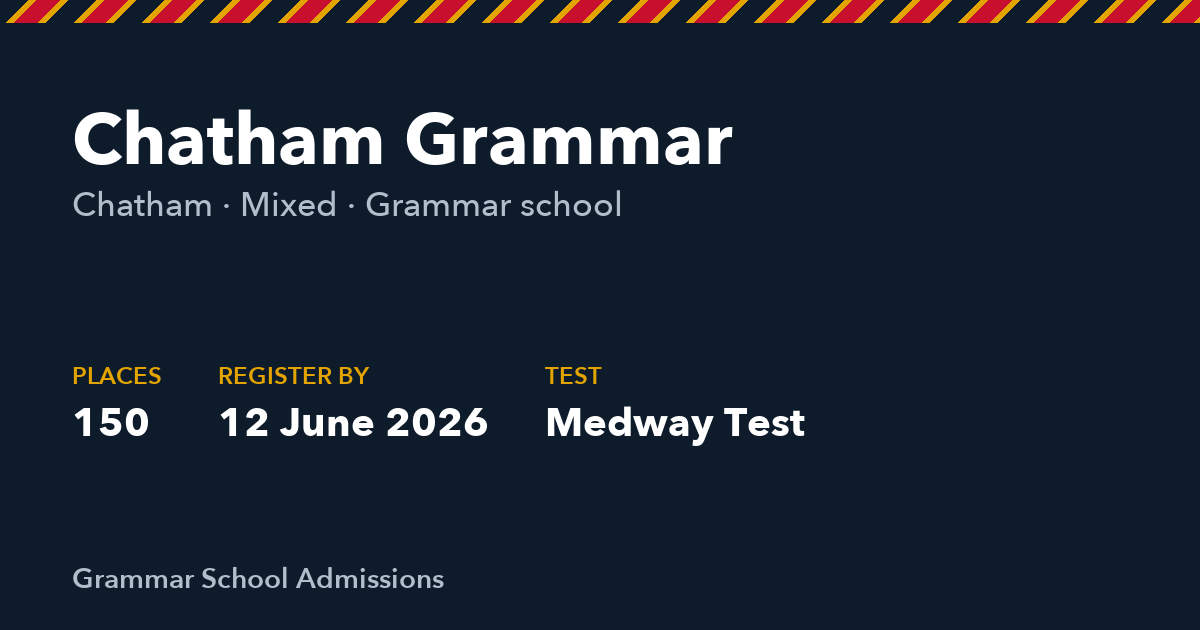 Chatham Grammar
Chatham · Mixed · Grammar school
PLACES REGISTER BY TEST
150 12 June 2026 Medway Test
Grammar School Admissions